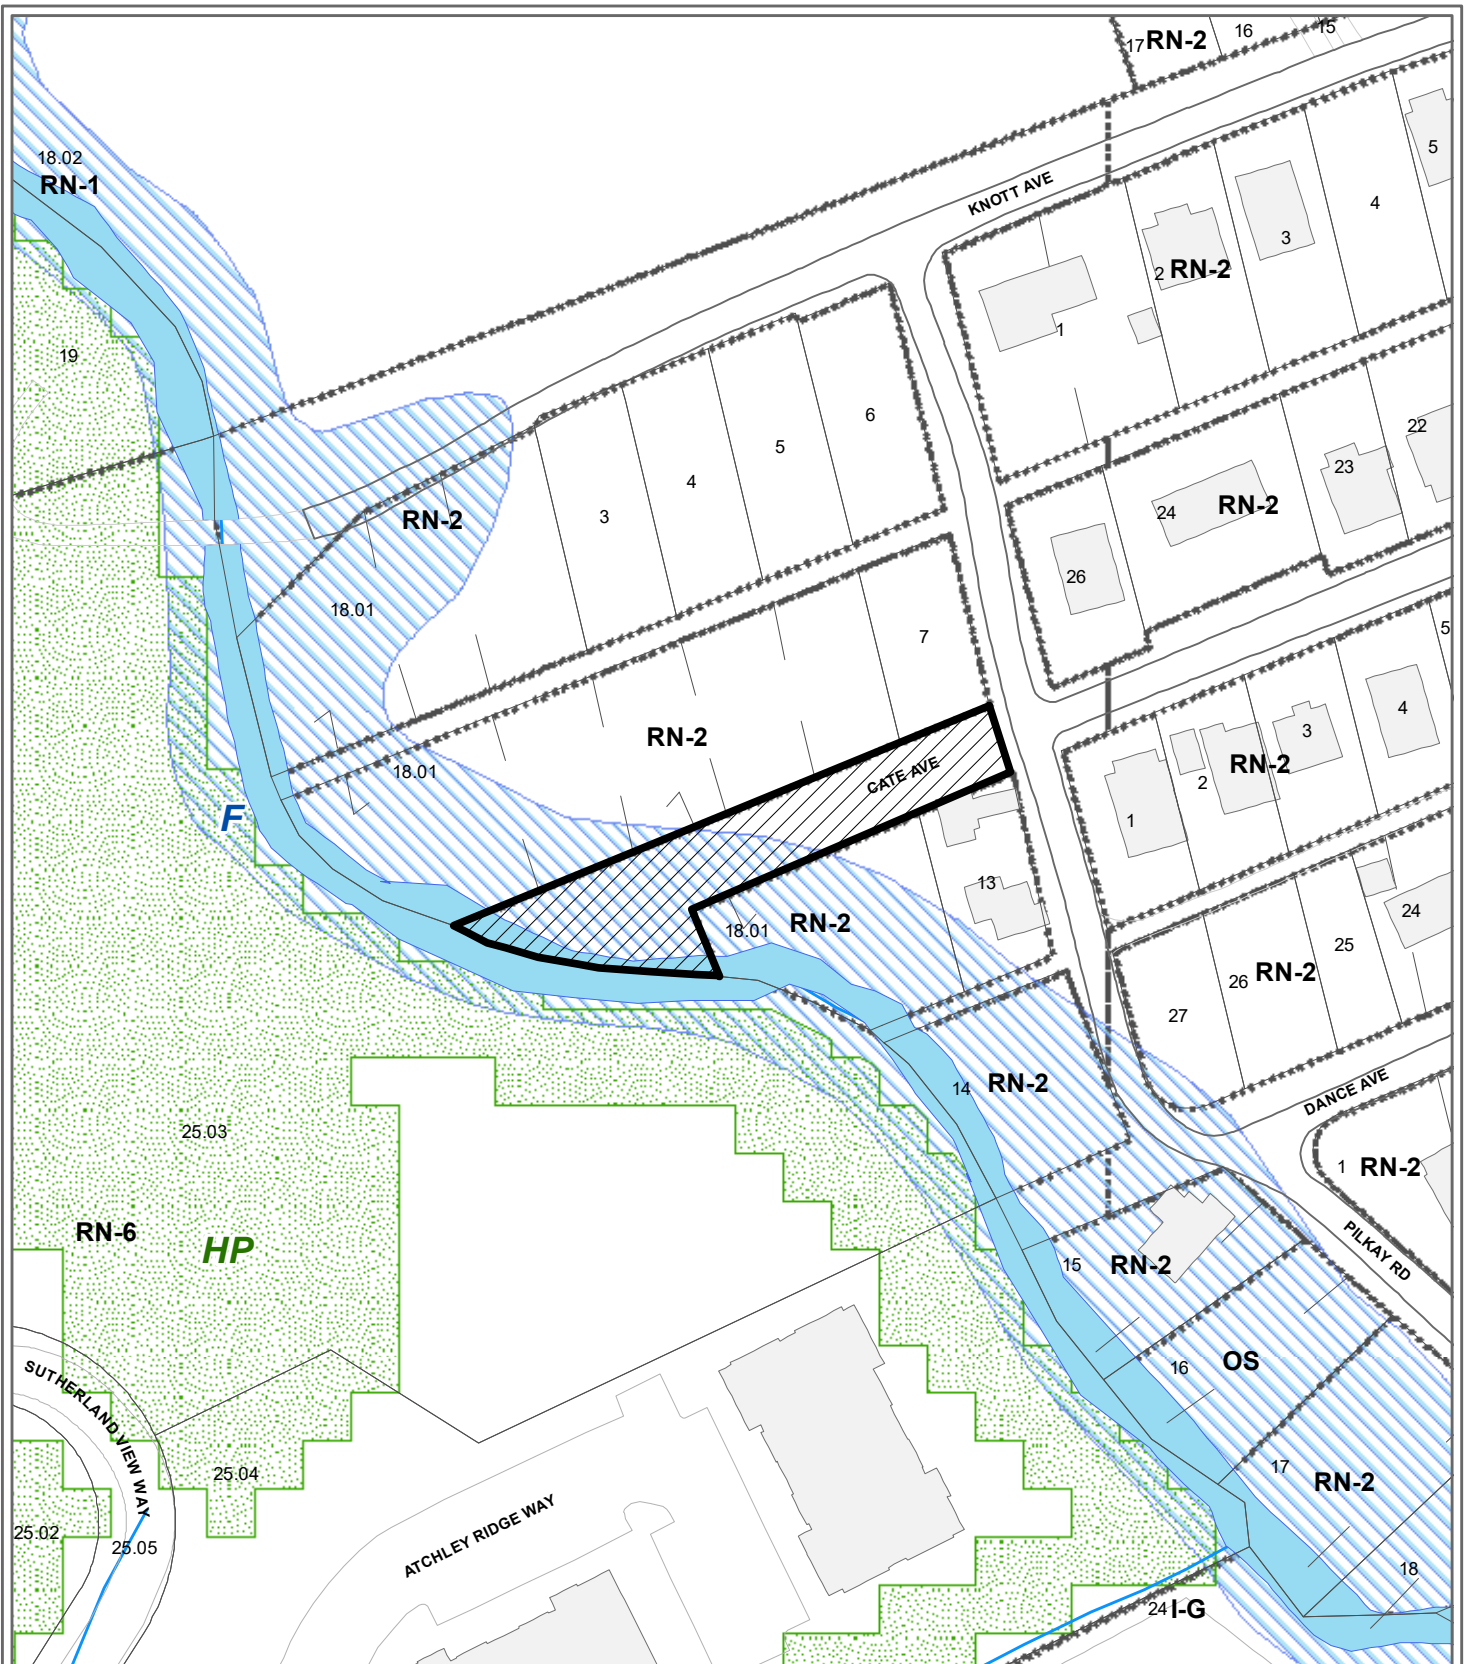 17 RN-2 16 15
18.02
RN-1
5
KNOTT AVE
4
3
2 RN-2
1
19
6
5
4
3
22
23
24 RN-2
26
RN-2
18.01
7
5
RN-2
18.01
CATE AVE
4
3
RN-2
2
1
F
13
18.01 RN-2
24
25
26 RN-2
27
14 RN-2
DANCE AVE
1 RN-2
25.03
RN-6
HP
15 RN-2
PILKAY RD
16 OS
SUTHERLAND VIEW WAY
25.04
17 RN-2
25.02
25.05
ATCHLEY RIDGE WAY
18
24 I-G